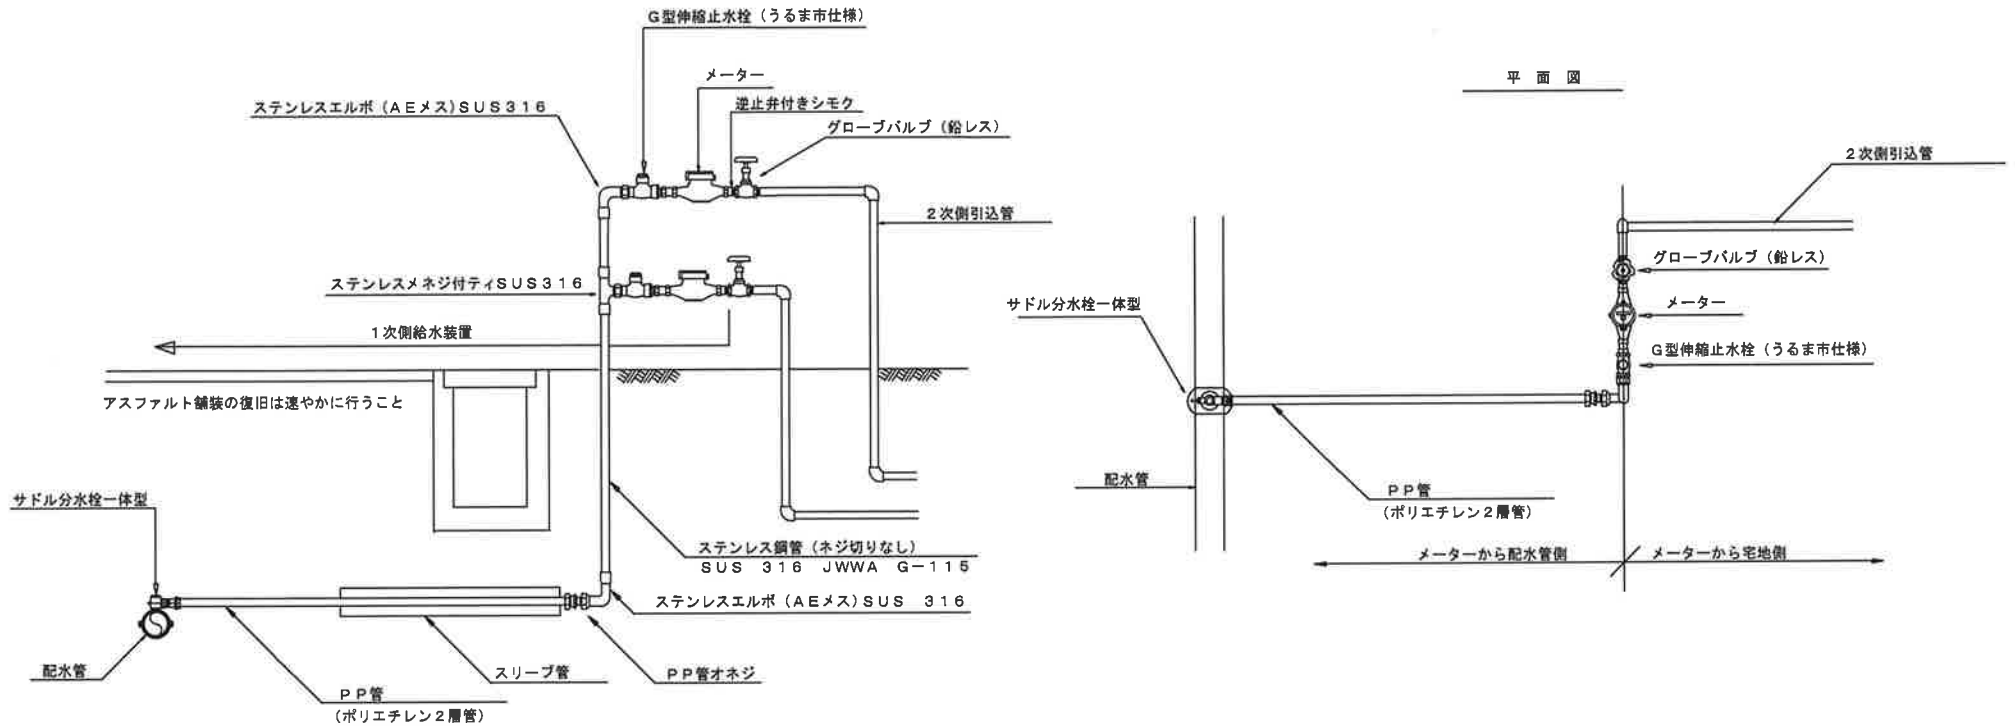 G型伸縮止水栓（うるま市仕様）
メーター
ステンレスエルボ（AEメス）SUS316
逆止弁付きシモク
グローブバルブ（鉛レス）
2次側引込管
ステンレスメネジ付ティSUS316
1次側給水装置
アスファルト舗装の復旧は速やかに行うこと
サドル分水栓一体型
ステンレス鋼管（ネジ切りなし）
SUS 316 JWWA G-115
ステンレスエルボ（AEメス）SUS 316
配水管
スリーブ管
PP管オネジ
PP管
（ポリエチレン2層管）
平 面 図
2次側引込管
グローブバルブ（鉛レス）
サドル分水栓一体型
メーター
G型伸縮止水栓（うるま市仕様）
配水管
PP管
（ポリエチレン2層管）
メーターから配水管側
メーターから宅地側